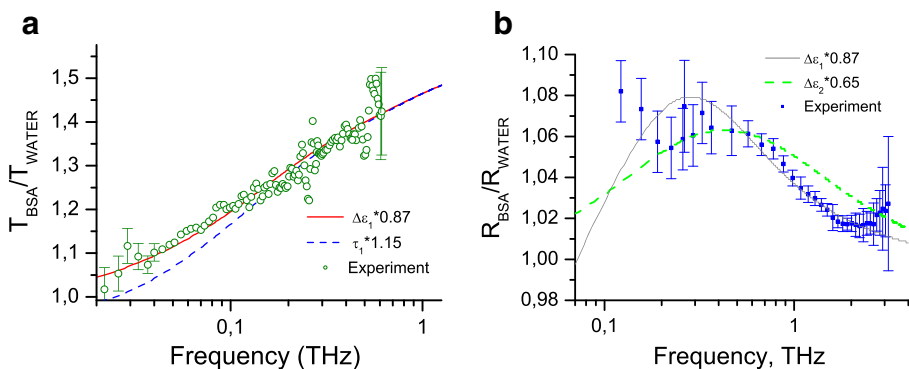 a
T_BSA/T_WATER
1,5
1,4
1,3
1,2
1,1
1,0
0,1
1
Frequency (THz)
Δε₁*0.87
τ₁*1.15
Experiment
b
R_BSA/R_WATER
1,10
1,08
1,06
1,04
1,02
1,00
0,98
0,1
1
Frequency, THz
Δε₁*0.87
Δε₂*0.65
Experiment